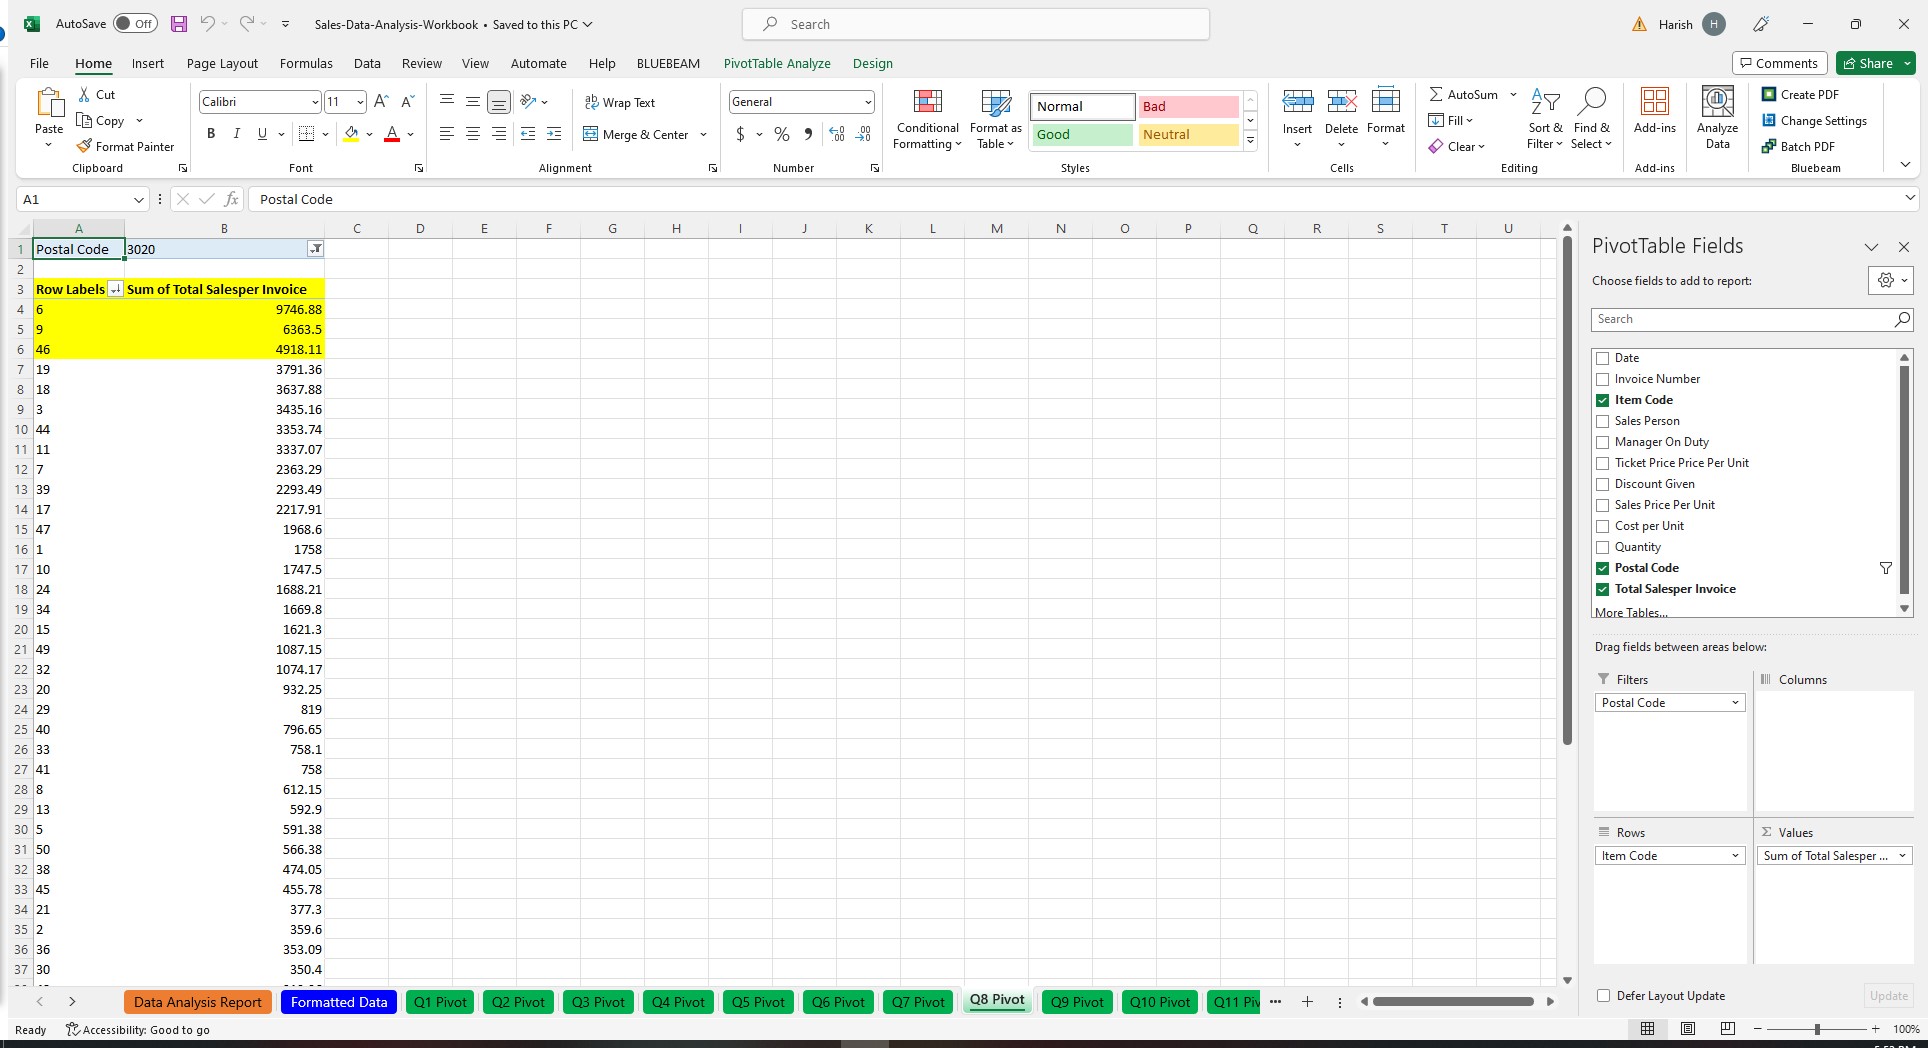 AutoSave Off Sales-Data-Analysis-Workbook • Saved to this PC Search Harish H
File Home Insert Page Layout Formulas Data Review View Automate Help BLUEBEAM PivotTable Analyze Design Comments Share
Paste Cut Copy Format Painter Clipboard
Calibri 11 A A B I U A Font
ab Wrap Text Merge & Center Alignment
General $ % Number
Conditional Formatting Format as Table Normal Bad Good Neutral Styles
Insert Delete Format Cells
AutoSum Fill Clear Sort & Filter Find & Select Editing
Add-ins Add-ins
Analyze Data
Create PDF Change Settings Batch PDF Bluebeam
A1 fx Postal Code
A B C D E F G H I J K L M N O P Q R S T U
1 Postal Code 3020
2
3 Row Labels Sum of Total Salesper Invoice
4 6 9746.88
5 9 6363.5
6 46 4918.11
7 19 3791.36
8 18 3637.88
9 3 3435.16
10 44 3353.74
11 11 3337.07
12 7 2363.29
13 39 2293.49
14 17 2217.91
15 47 1968.6
16 1 1758
17 10 1747.5
18 24 1688.21
19 34 1669.8
20 15 1621.3
21 49 1087.15
22 32 1074.17
23 20 932.25
24 29 819
25 40 796.65
26 33 758.1
27 41 758
28 8 612.15
29 13 592.9
30 5 591.38
31 50 566.38
32 38 474.05
33 45 455.78
34 21 377.3
35 2 359.6
36 36 353.09
37 30 350.4
PivotTable Fields
Choose fields to add to report:
Search
Date
Invoice Number
Item Code
Sales Person
Manager On Duty
Ticket Price Price Per Unit
Discount Given
Sales Price Per Unit
Cost per Unit
Quantity
Postal Code
Total Salesper Invoice
More Tables...
Drag fields between areas below:
Filters Columns
Postal Code
Rows Σ Values
Item Code Sum of Total Salesper ...
Defer Layout Update Update
Data Analysis Report Formatted Data Q1 Pivot Q2 Pivot Q3 Pivot Q4 Pivot Q5 Pivot Q6 Pivot Q7 Pivot Q8 Pivot Q9 Pivot Q10 Pivot Q11 Piv
Ready Accessibility: Good to go 100%